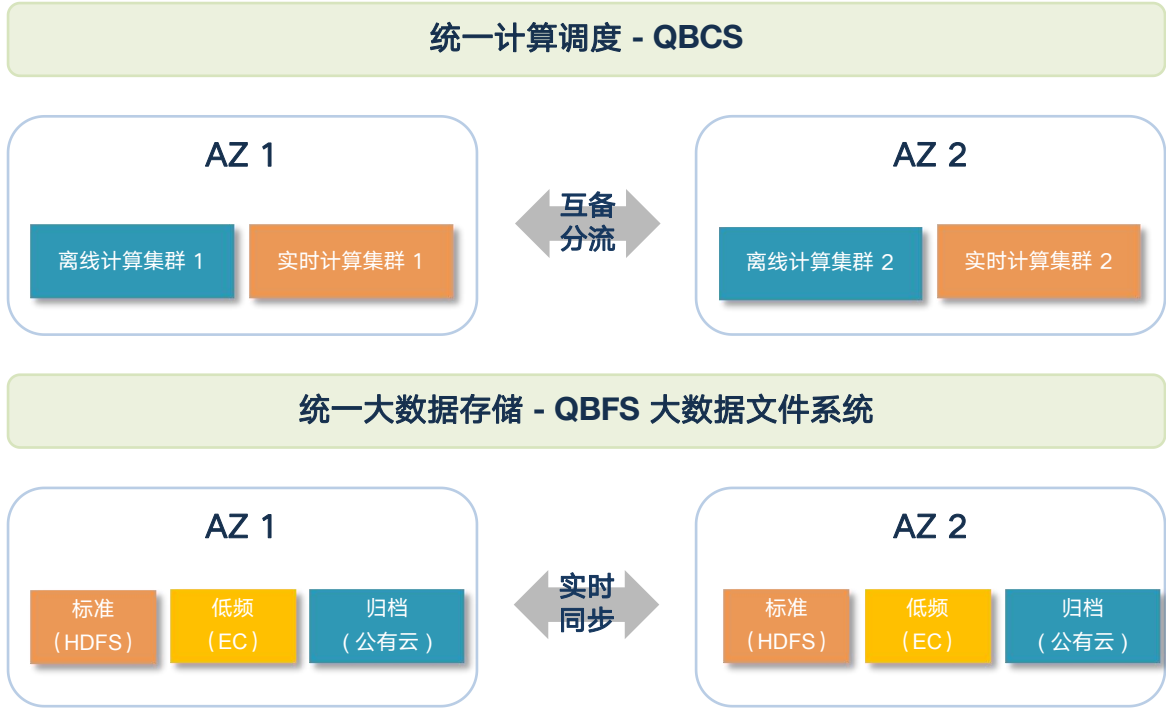 统一计算调度 - QBCS
AZ 1
互备
分流
AZ 2
离线计算集群 1
实时计算集群 1
离线计算集群 2
实时计算集群 2
统一大数据存储 - QBFS 大数据文件系统
AZ 1
实时
同步
AZ 2
标准
（HDFS）
低频
（EC）
归档
（公有云）
标准
（HDFS）
低频
（EC）
归档
（公有云）